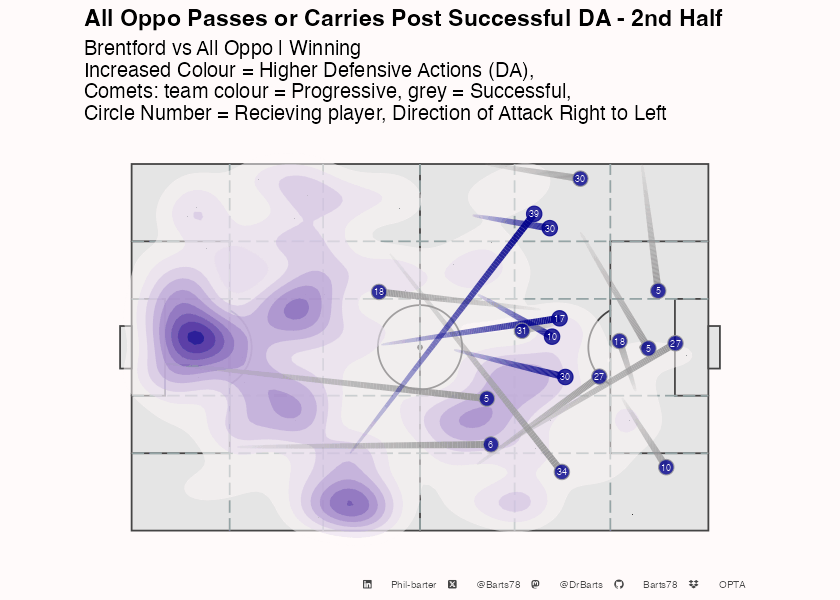 All Oppo Passes or Carries Post Successful DA - 2nd Half
Brentford vs All Oppo | Winning
Increased Colour = Higher Defensive Actions (DA),
Comets: team colour = Progressive, grey = Successful,
Circle Number = Recieving player, Direction of Attack Right to Left
30
39
30
5
18
17
31
10
18
5
27
30
27
5
6
34
10
Phil-barter @Barts78 @DrBarts Barts78 OPTA